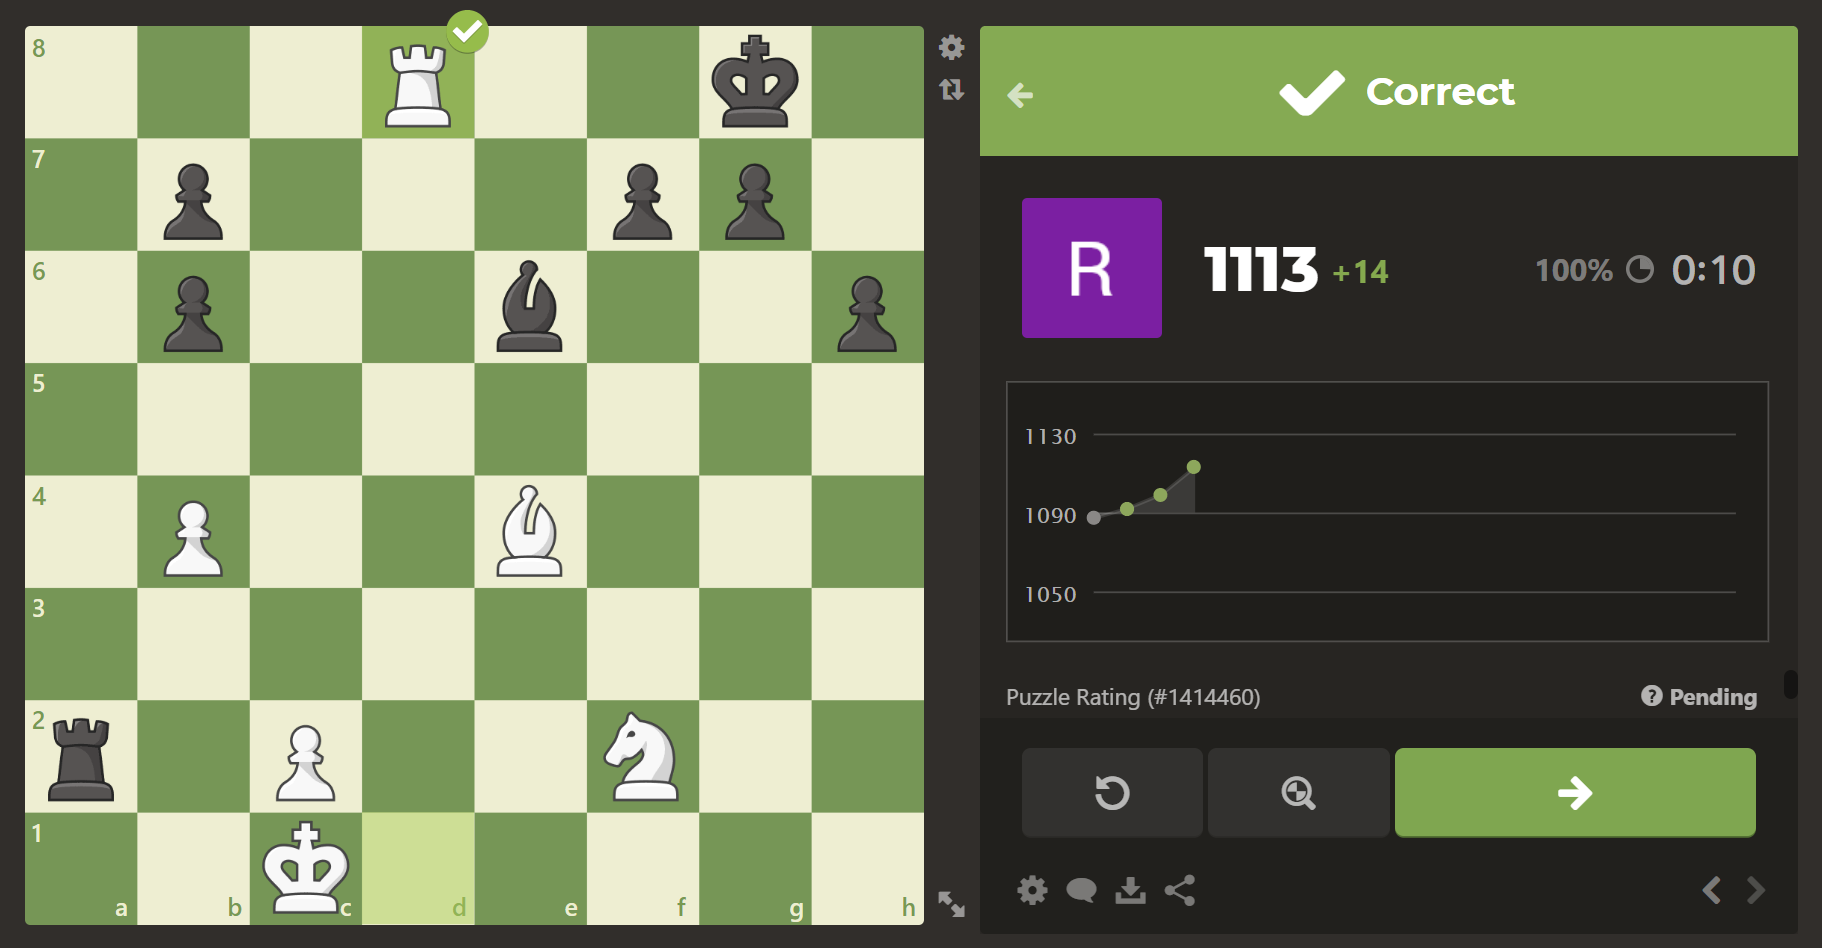 8
7
6
5
4
3
2
1
a b c d e f g h
Correct
R
1113 +14
100% 0:10
1130
1090
1050
Puzzle Rating (#1414460)
? Pending